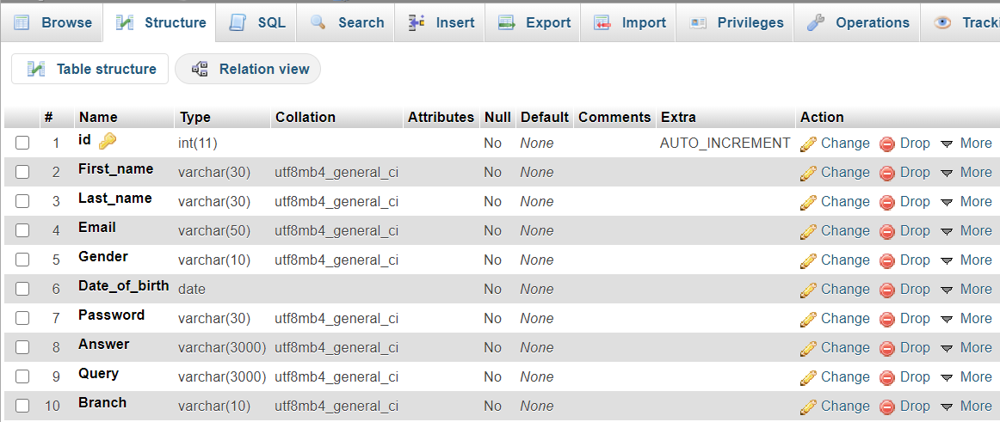 Browse Structure SQL Search Insert Export Import Privileges Operations Tracki
Table structure Relation view
# Name Type Collation Attributes Null Default Comments Extra Action
1 id int(11) No None AUTO_INCREMENT Change Drop More
2 First_name varchar(30) utf8mb4_general_ci No None Change Drop More
3 Last_name varchar(30) utf8mb4_general_ci No None Change Drop More
4 Email varchar(50) utf8mb4_general_ci No None Change Drop More
5 Gender varchar(10) utf8mb4_general_ci No None Change Drop More
6 Date_of_birth date No None Change Drop More
7 Password varchar(30) utf8mb4_general_ci No None Change Drop More
8 Answer varchar(3000) utf8mb4_general_ci No None Change Drop More
9 Query varchar(3000) utf8mb4_general_ci No None Change Drop More
10 Branch varchar(10) utf8mb4_general_ci No None Change Drop More